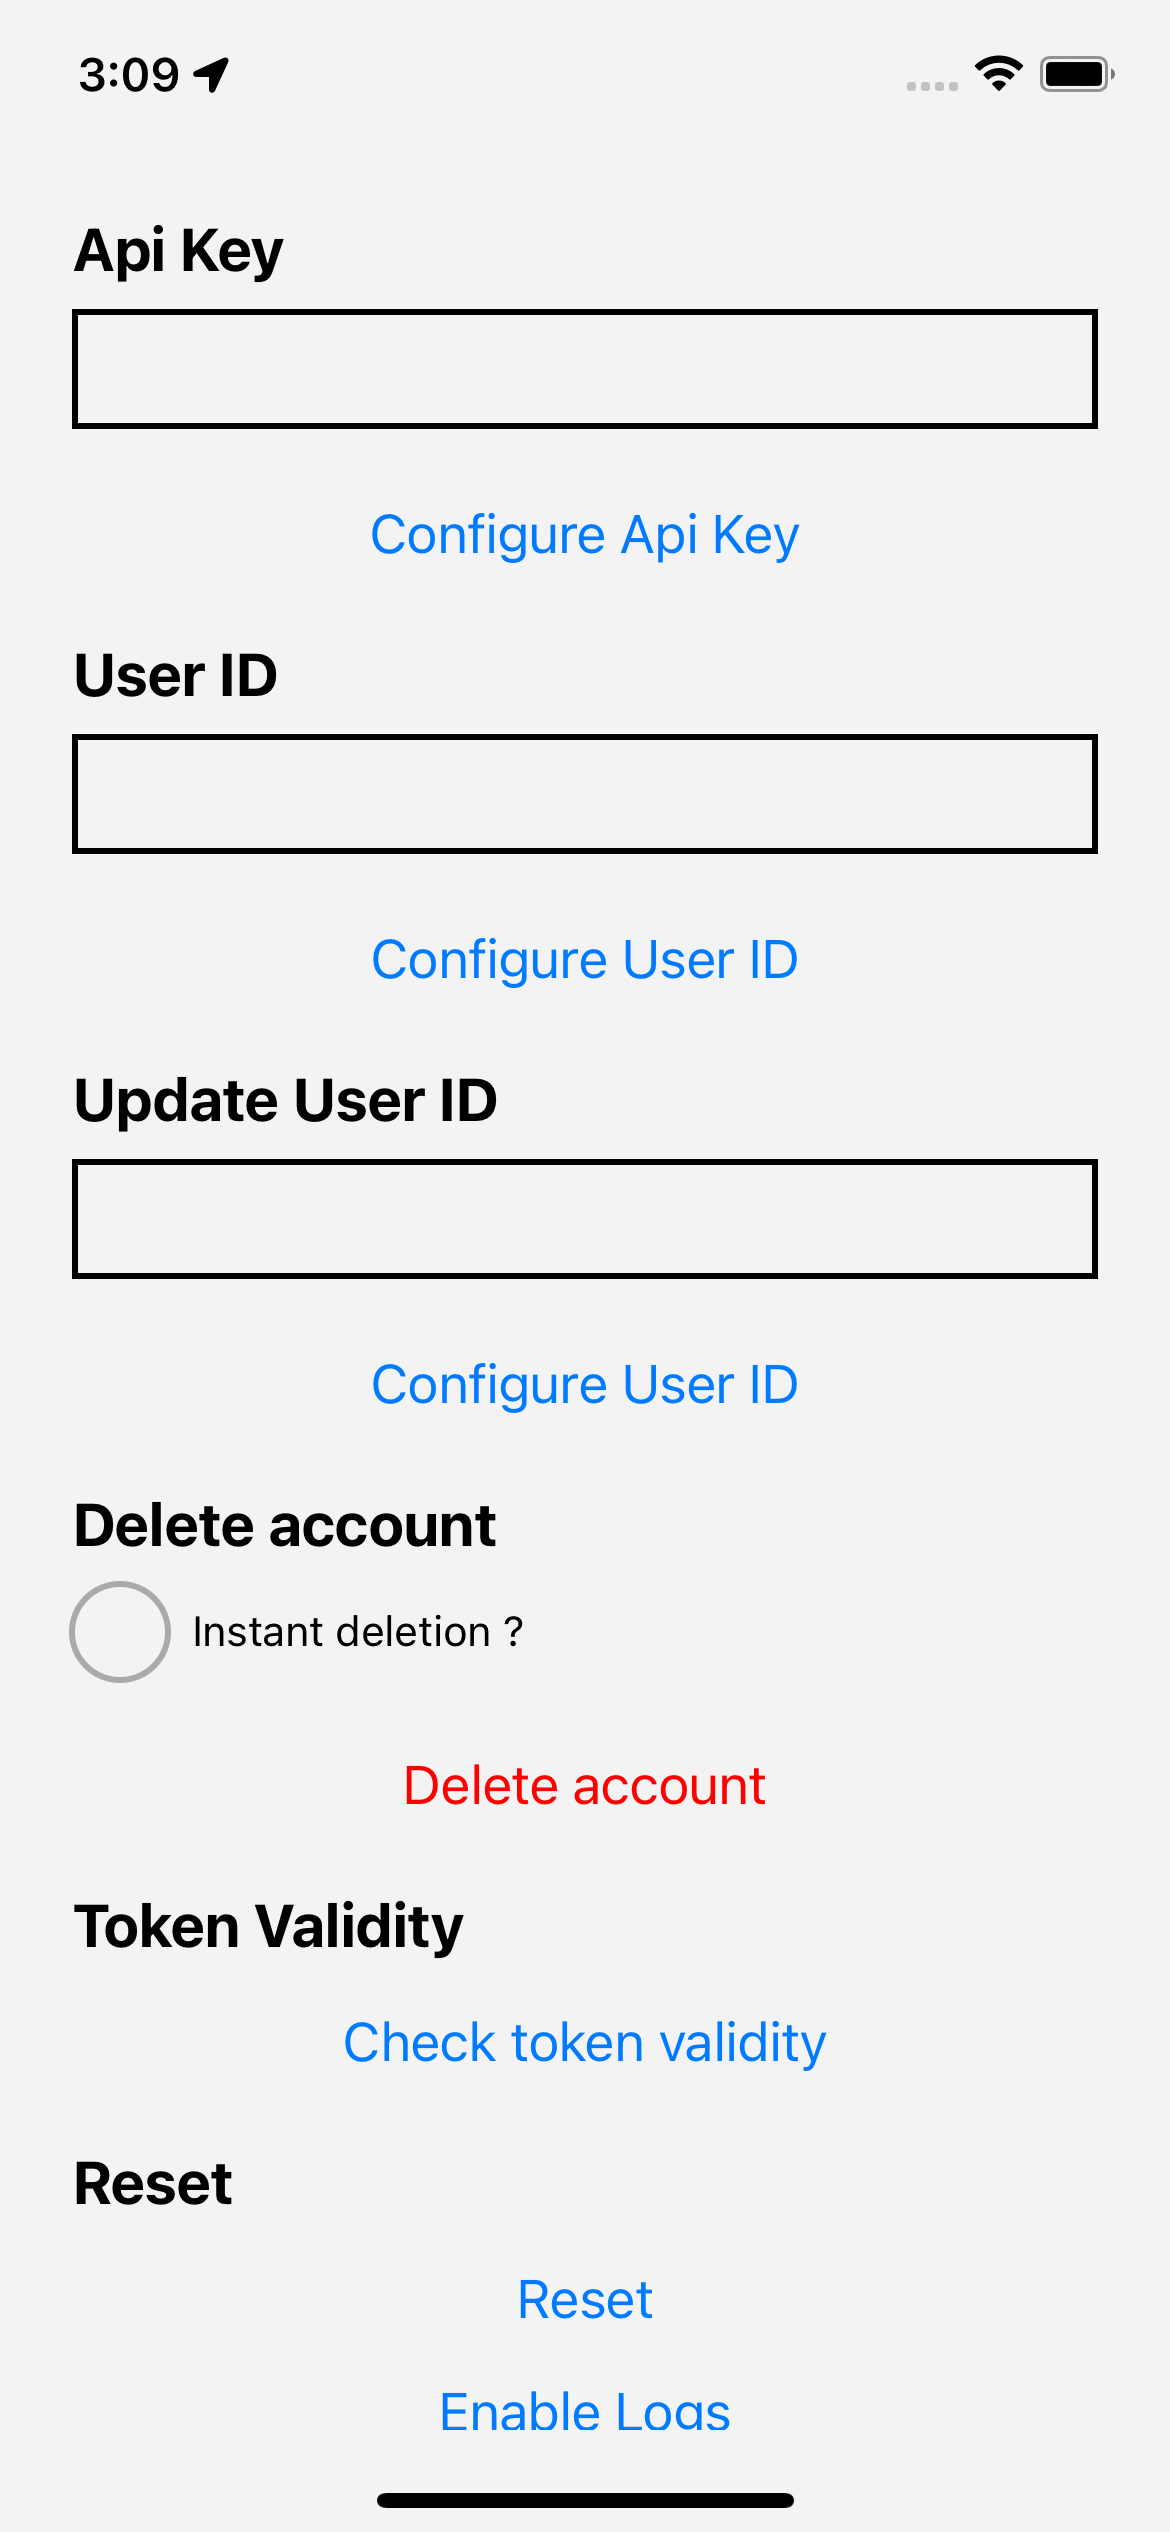 3:09
Api Key
Configure Api Key
User ID
Configure User ID
Update User ID
Configure User ID
Delete account
Instant deletion ?
Delete account
Token Validity
Check token validity
Reset
Reset
Enable Logs